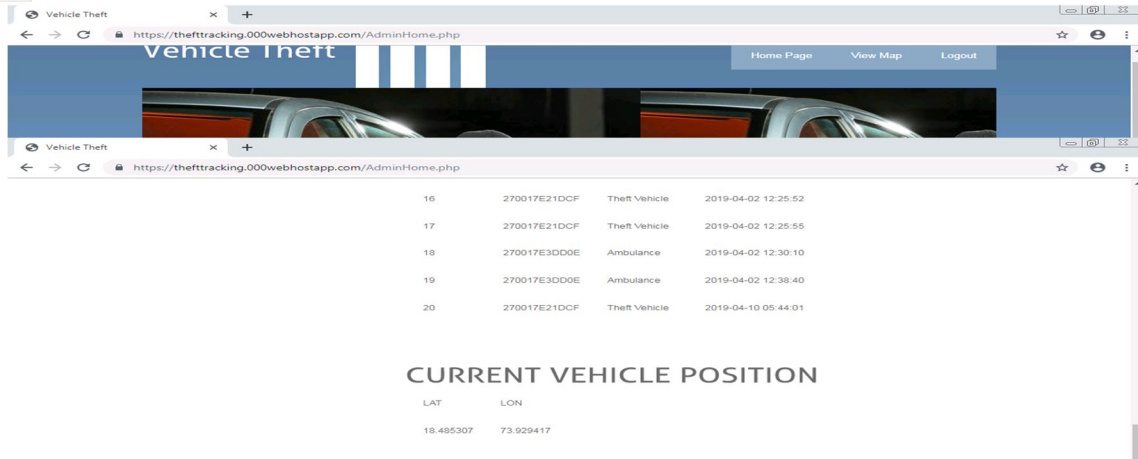 Vehicle Theft
https://thefttracking.000webhostapp.com/AdminHome.php
Vehicle Theft
Home Page View Map Logout
Vehicle Theft
https://thefttracking.000webhostapp.com/AdminHome.php
16 270017E21DCF Theft Vehicle 2019-04-02 12:25:52
17 270017E21DCF Theft Vehicle 2019-04-02 12:25:55
18 270017E3DD0E Ambulance 2019-04-02 12:30:10
19 270017E3DD0E Ambulance 2019-04-02 12:38:40
20 270017E21DCF Theft Vehicle 2019-04-10 05:44:01
CURRENT VEHICLE POSITION
LAT LON
18.485307 73.929417